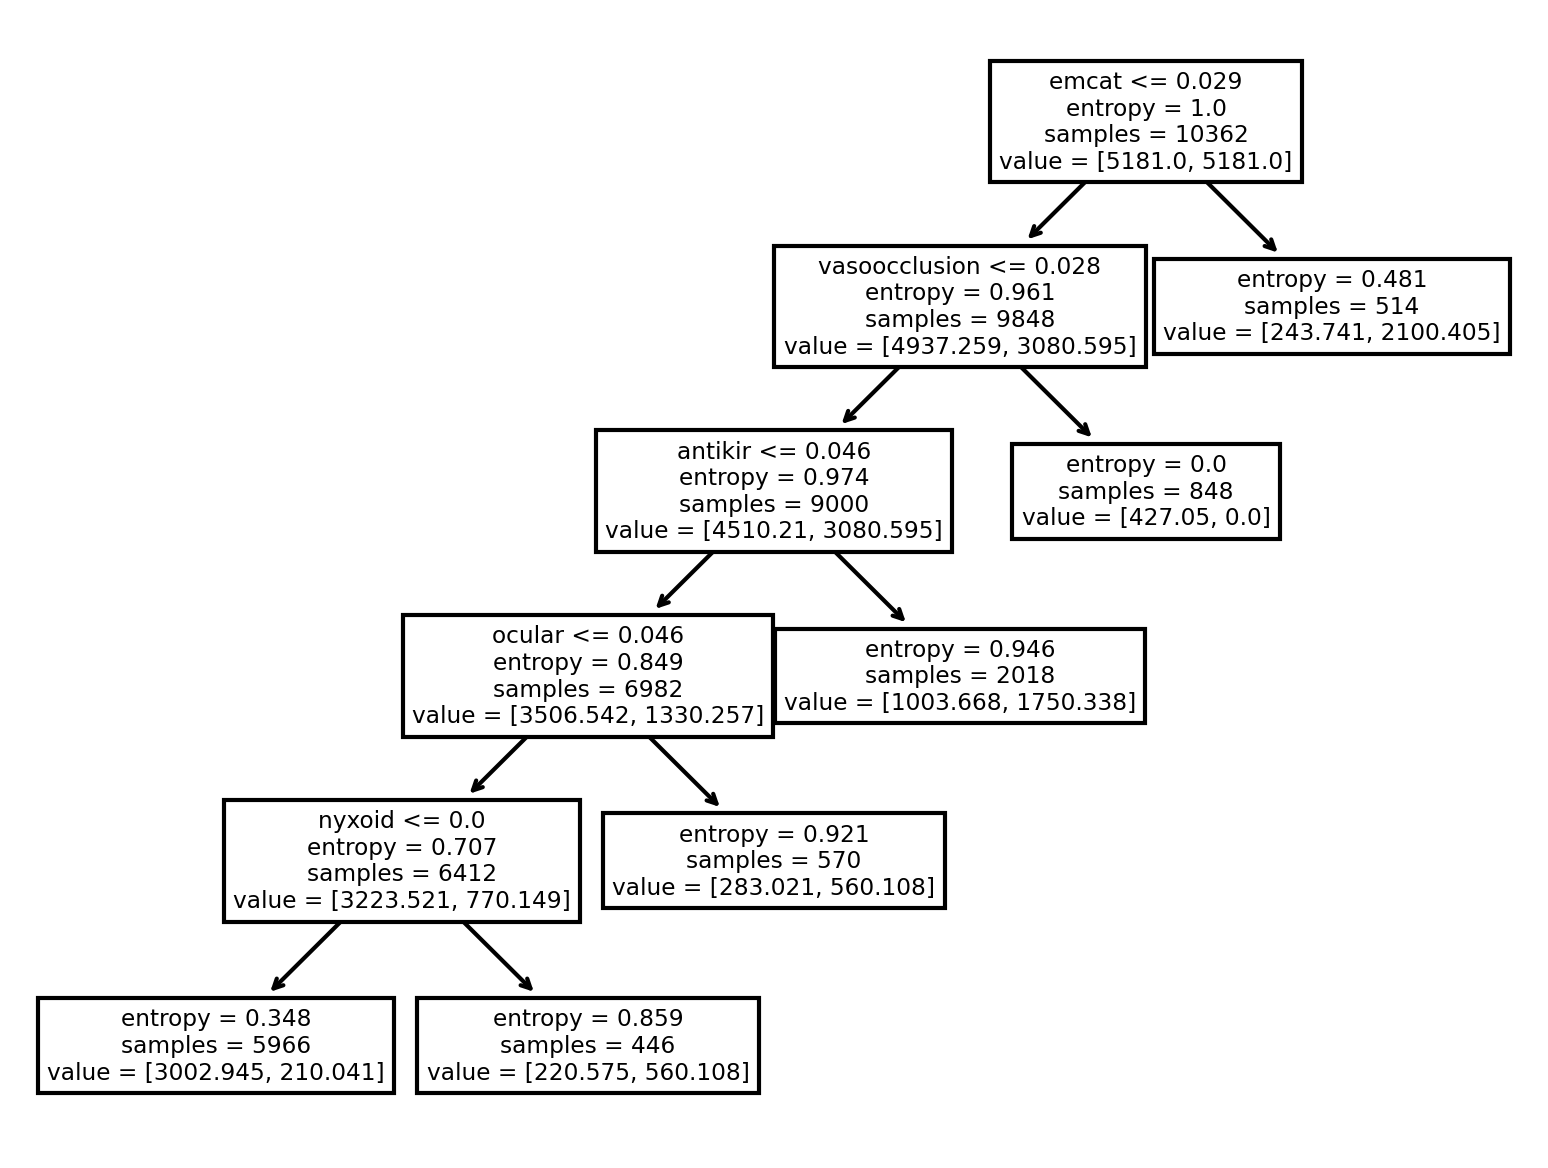 emcat <= 0.029
entropy = 1.0
samples = 10362
value = [5181.0, 5181.0]
vasoocclusion <= 0.028
entropy = 0.961
samples = 9848
value = [4937.259, 3080.595]
entropy = 0.481
samples = 514
value = [243.741, 2100.405]
antikir <= 0.046
entropy = 0.974
samples = 9000
value = [4510.21, 3080.595]
entropy = 0.0
samples = 848
value = [427.05, 0.0]
ocular <= 0.046
entropy = 0.849
samples = 6982
value = [3506.542, 1330.257]
entropy = 0.946
samples = 2018
value = [1003.668, 1750.338]
nyxoid <= 0.0
entropy = 0.707
samples = 6412
value = [3223.521, 770.149]
entropy = 0.921
samples = 570
value = [283.021, 560.108]
entropy = 0.348
samples = 5966
value = [3002.945, 210.041]
entropy = 0.859
samples = 446
value = [220.575, 560.108]